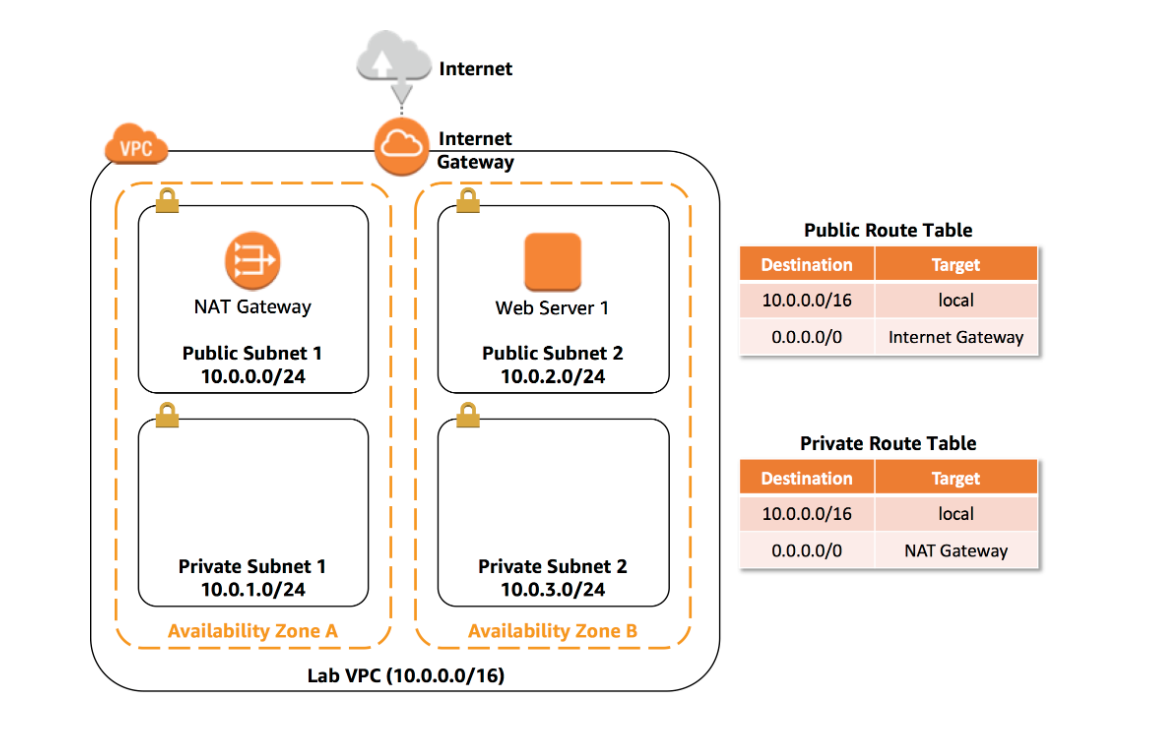 Internet
Internet
Gateway
VPC
NAT Gateway
Public Subnet 1
10.0.0.0/24
Web Server 1
Public Subnet 2
10.0.2.0/24
Private Subnet 1
10.0.1.0/24
Private Subnet 2
10.0.3.0/24
Availability Zone A
Availability Zone B
Lab VPC (10.0.0.0/16)
Public Route Table
Destination Target
10.0.0.0/16 local
0.0.0.0/0 Internet Gateway
Private Route Table
Destination Target
10.0.0.0/16 local
0.0.0.0/0 NAT Gateway